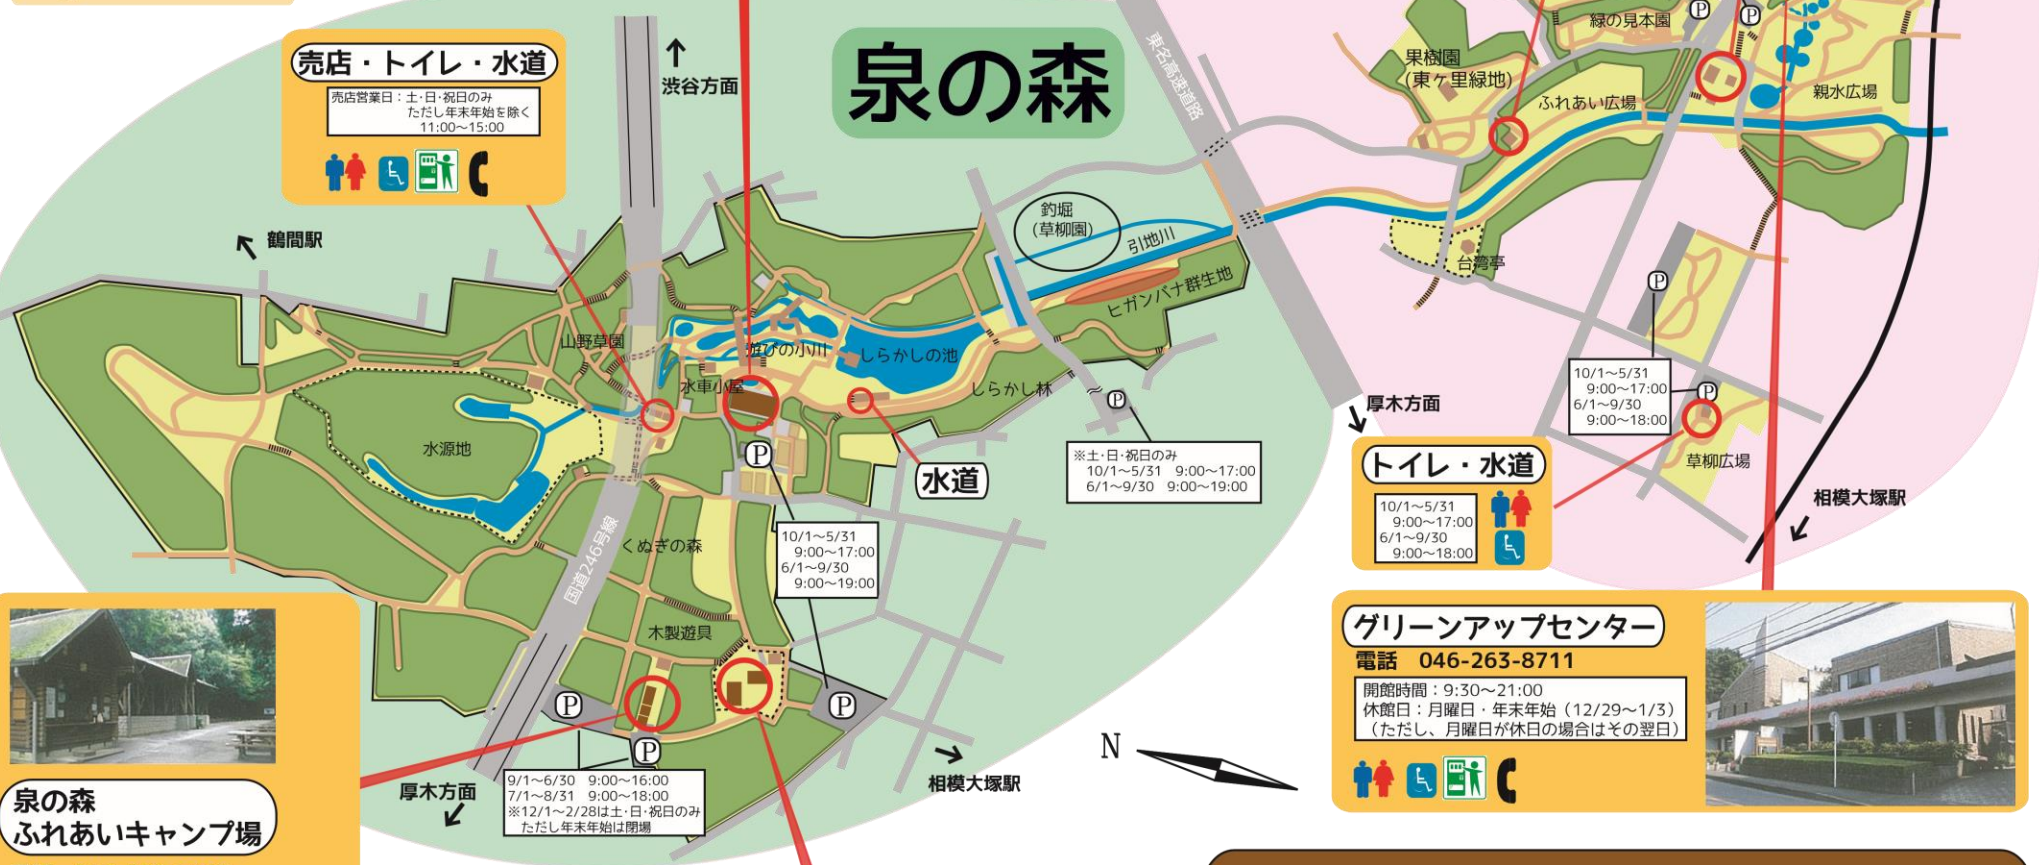 売店・トイレ・水道
売店営業日：土・日・祝日のみ
ただし年末年始を除く
11:00～15:00
渋谷方面
泉の森
東名高速道路
緑の見本園
P
P
果樹園
(東ヶ里緑地)
ふれあい広場
親水広場
鶴間駅
釣堀
(草柳園)
引地川
ヒガンバナ群生地
台湾亭
P
山野草園
遊びの小川
しらかしの池
水車小屋
しらかし林
P
厚木方面
10/1～5/31
9:00～17:00
6/1～9/30
9:00～18:00
P
草柳広場
水源地
P
水道
※土・日・祝日のみ
10/1～5/31 9:00～17:00
6/1～9/30 9:00～19:00
トイレ・水道
10/1～5/31
9:00～17:00
6/1～9/30
9:00～18:00
相模大塚駅
国道246号線
くぬぎの森
10/1～5/31
9:00～17:00
6/1～9/30
9:00～19:00
木製遊具
P
P
P
グリーンアップセンター
電話 046-263-8711
開館時間：9:30～21:00
休館日：月曜日・年末年始（12/29～1/3）
（ただし、月曜日が休日の場合はその翌日）
N
相模大塚駅
厚木方面
9/1～6/30 9:00～16:00
7/1～8/31 9:00～18:00
※12/1～2/28は土・日・祝日のみ
ただし年末年始は閉場
泉の森
ふれあいキャンプ場